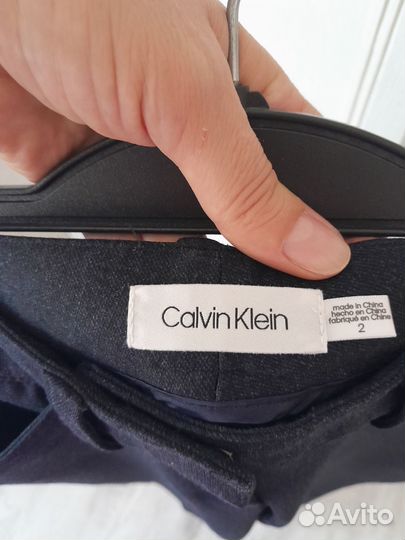 Calvin Klein
made in China
hecho en China
fabriqué en Chine
2
Avito